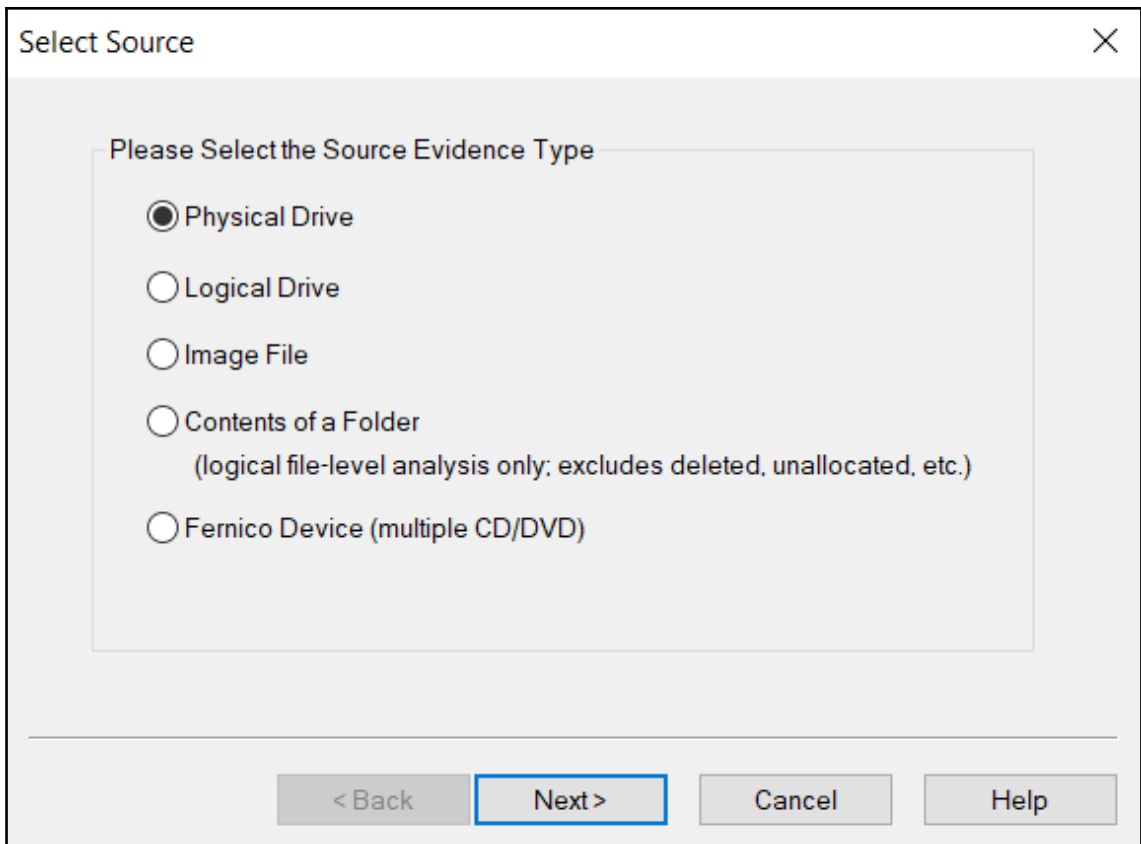 Select Source
Please Select the Source Evidence Type
Physical Drive
Logical Drive
Image File
Contents of a Folder
(logical file-level analysis only; excludes deleted, unallocated, etc.)
Fernico Device (multiple CD/DVD)
< Back Next > Cancel Help